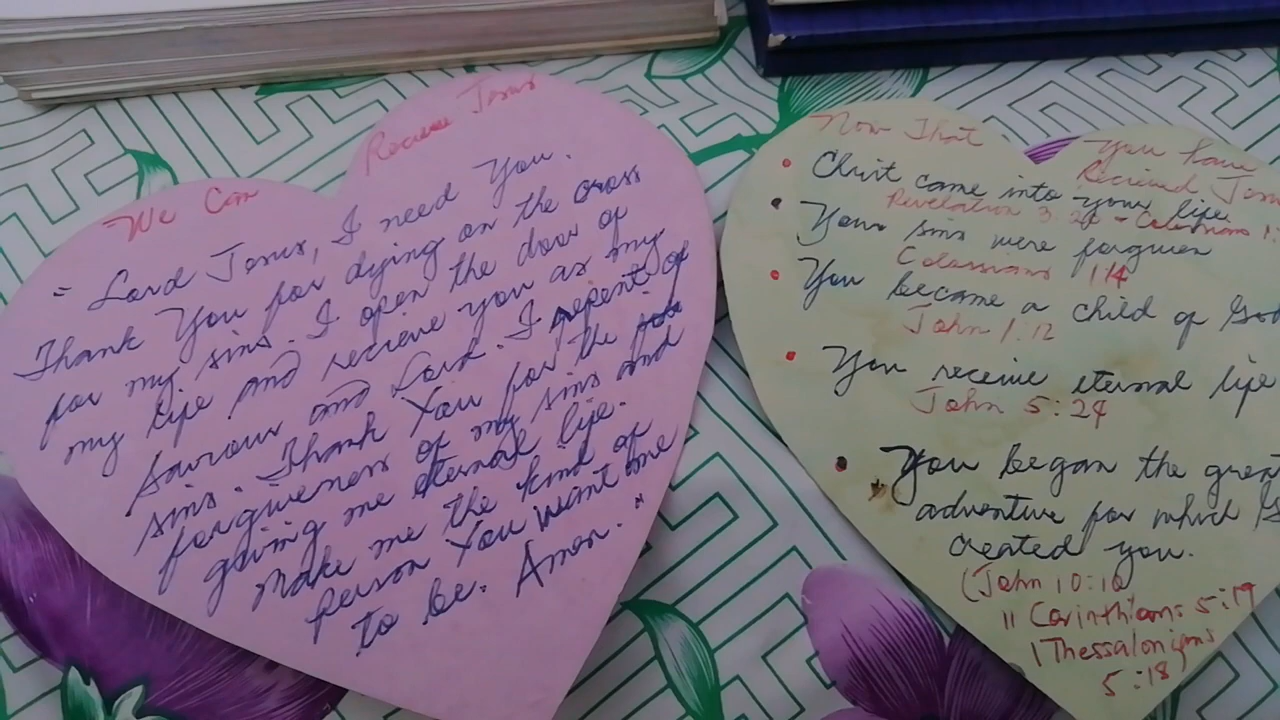 "We Can
Receive Jesus
"Lord Jesus, I need You.
Thank You for dying on the cross
for my sins. I open the door of
my life and recieve you as my
Saviour and Lord. I repent of
sins. Thank You for the
forgiveness of my sins and
giving me eternal life.
Make me the kind of
person You want me
to be. Amen."
Now That
You have
Recieved Jesus
• Christ came into your life
Revelation 3:20 - Colossians 1:
• Your sins were forgiven
Colossians 1:14
• You became a child of God
John 1:12
• You receive eternal life
John 5:24
• You began the great
adventure for which
created you.
(John 10:10
II Corinthians 5:17
1 Thessalonians
5:18